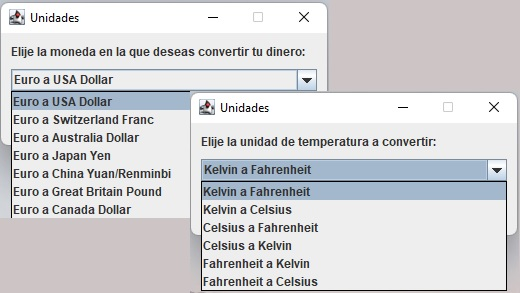 Unidades
Elije la moneda en la que deseas convertir tu dinero:
Euro a USA Dollar
Euro a USA Dollar
Euro a Switzerland Franc
Euro a Australia Dollar
Euro a Japan Yen
Euro a China Yuan/Renminbi
Euro a Great Britain Pound
Euro a Canada Dollar
Unidades
Elije la unidad de temperatura a convertir:
Kelvin a Fahrenheit
Kelvin a Fahrenheit
Kelvin a Celsius
Celsius a Fahrenheit
Celsius a Kelvin
Fahrenheit a Kelvin
Fahrenheit a Celsius